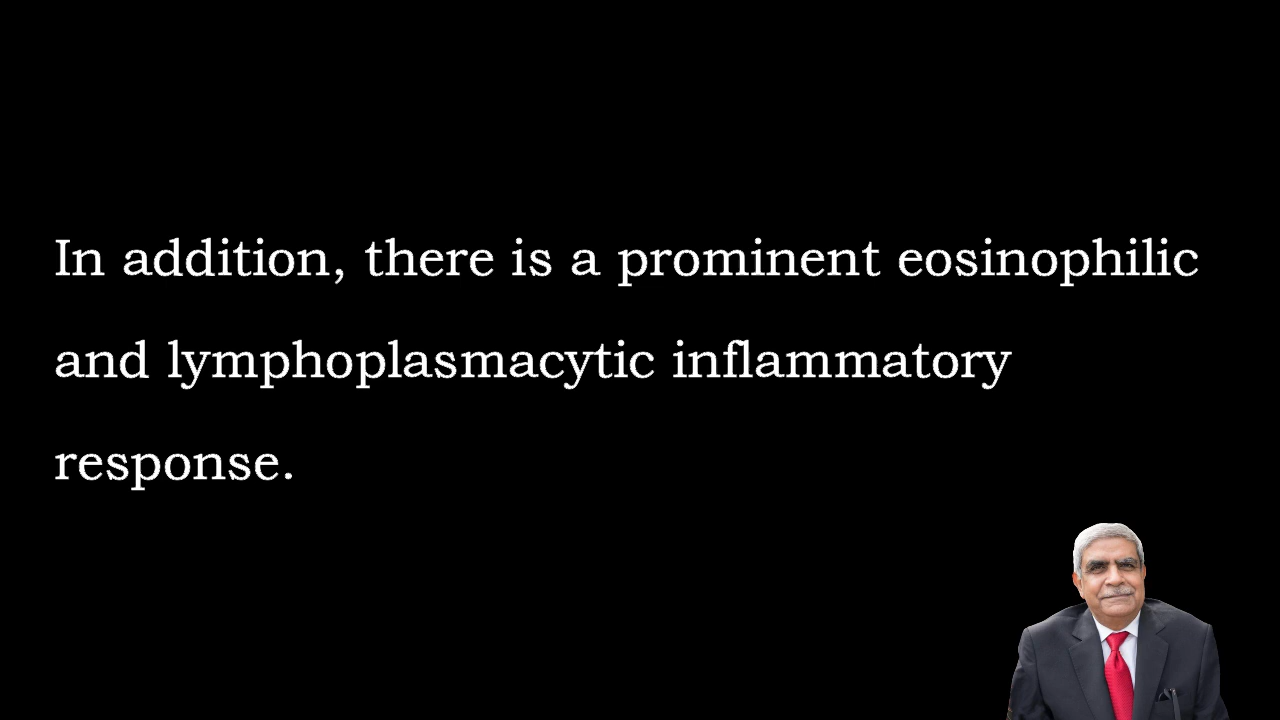 In addition, there is a prominent eosinophilic
and lymphoplasmacytic inflammatory
response.